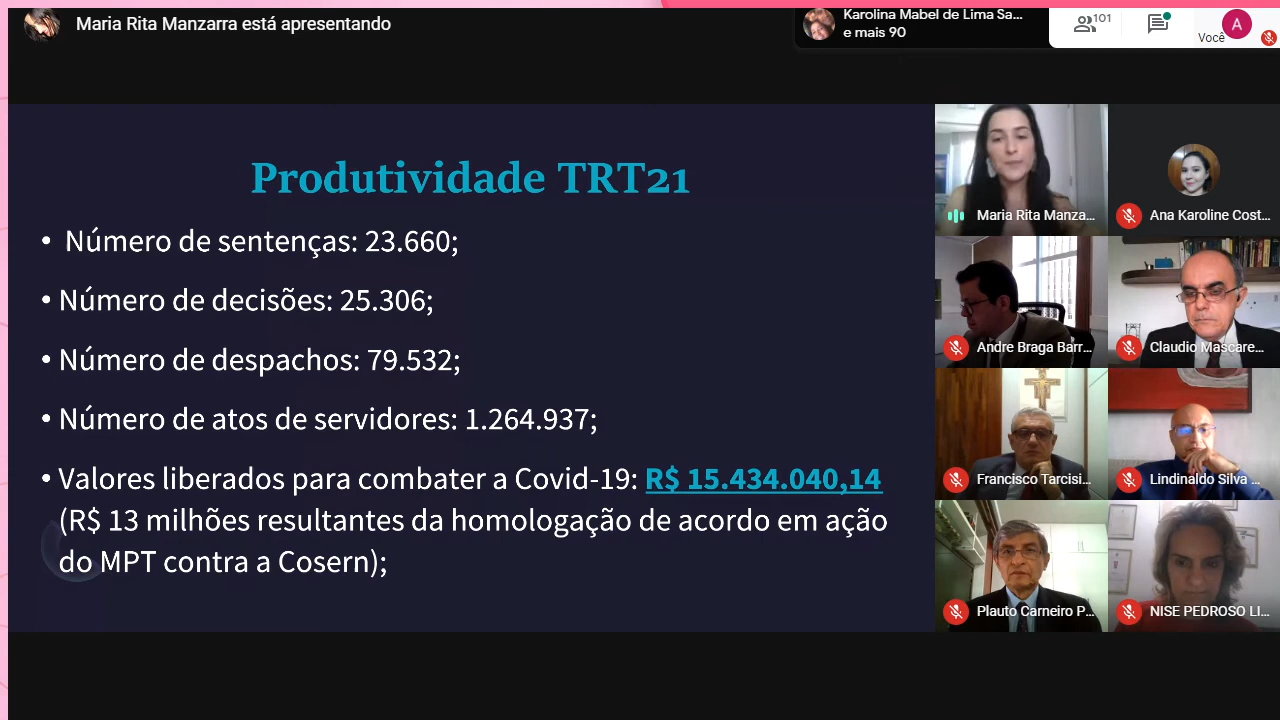 Maria Rita Manzarra está apresentando
Karolina Mabel de Lima Sa...
e mais 90
101
A
Você
Produtividade TRT21
• Número de sentenças: 23.660;
• Número de decisões: 25.306;
• Número de despachos: 79.532;
• Número de atos de servidores: 1.264.937;
• Valores liberados para combater a Covid-19: R$ 15.434.040,14
(R$ 13 milhões resultantes da homologação de acordo em ação
do MPT contra a Cosern);
Maria Rita Manza...
Ana Karoline Cost...
Andre Braga Barr...
Claudio Mascare...
Francisco Tarcisi...
Lindinaldo Silva ...
Plauto Carneiro P...
NISE PEDROSO LI...